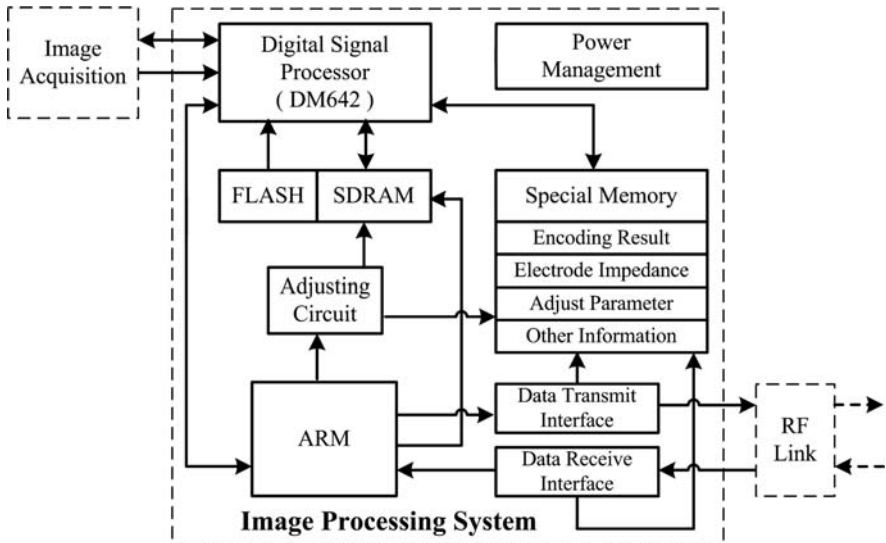 Image
Acquisition
Digital Signal
Processor
( DM642 )
Power
Management
FLASH
SDRAM
Special Memory
Encoding Result
Electrode Impedance
Adjust Parameter
Other Information
Adjusting
Circuit
ARM
Data Transmit
Interface
Data Receive
Interface
RF
Link
Image Processing System